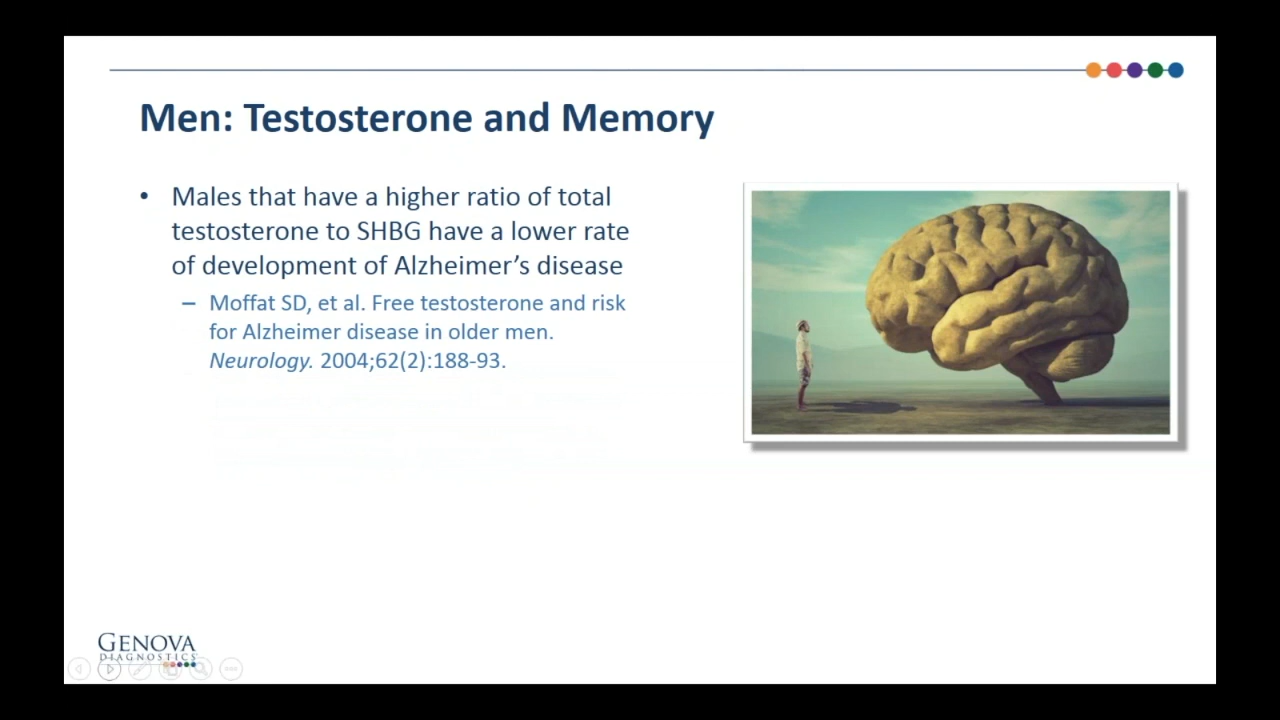 Men: Testosterone and Memory
• Males that have a higher ratio of total
testosterone to SHBG have a lower rate
of development of Alzheimer’s disease
– Moffat SD, et al. Free testosterone and risk
for Alzheimer disease in older men.
Neurology. 2004;62(2):188-93.
GENOVA
DIAGNOSTICS